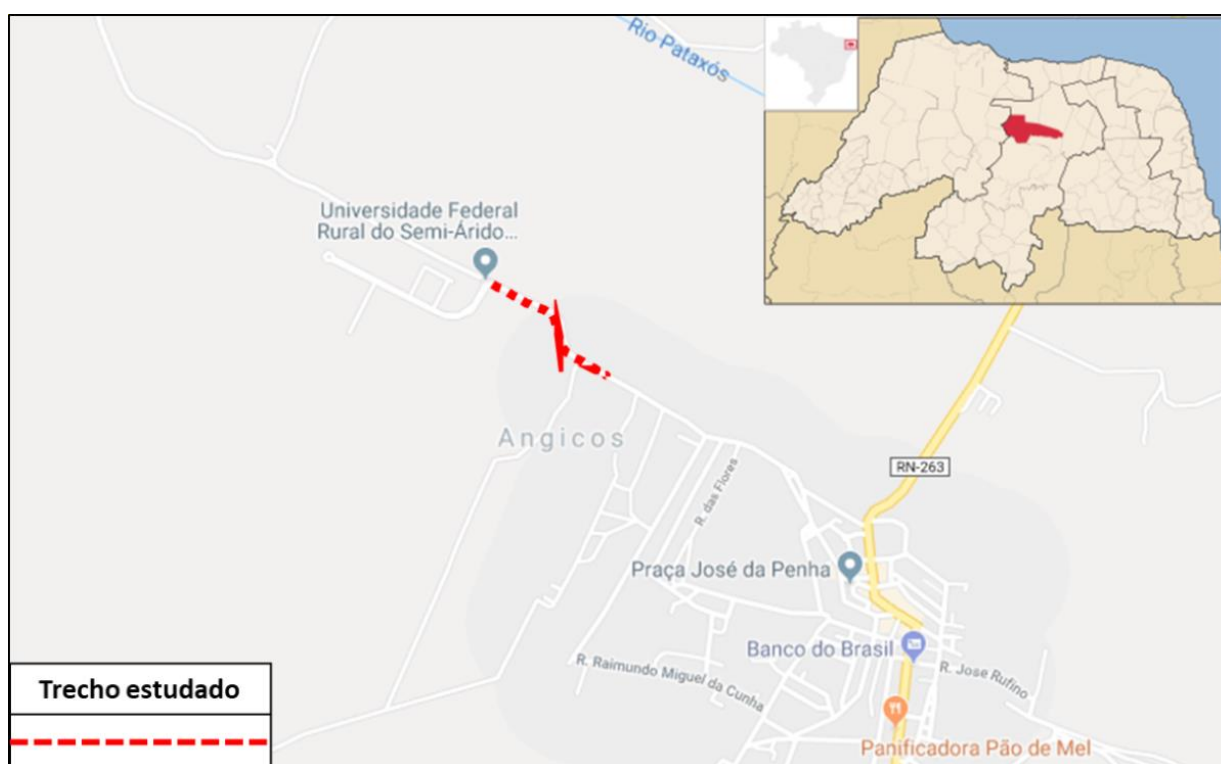 Rio Pataxós
Universidade Federal
Rural do Semi-Árido...
Angicos
RN-263
R. das Flores
Praça José da Penha
Banco do Brasil
R. Raimundo Miguel da Cunha
R. Jose Rufino
Panificadora Pão de Mel
Trecho estudado